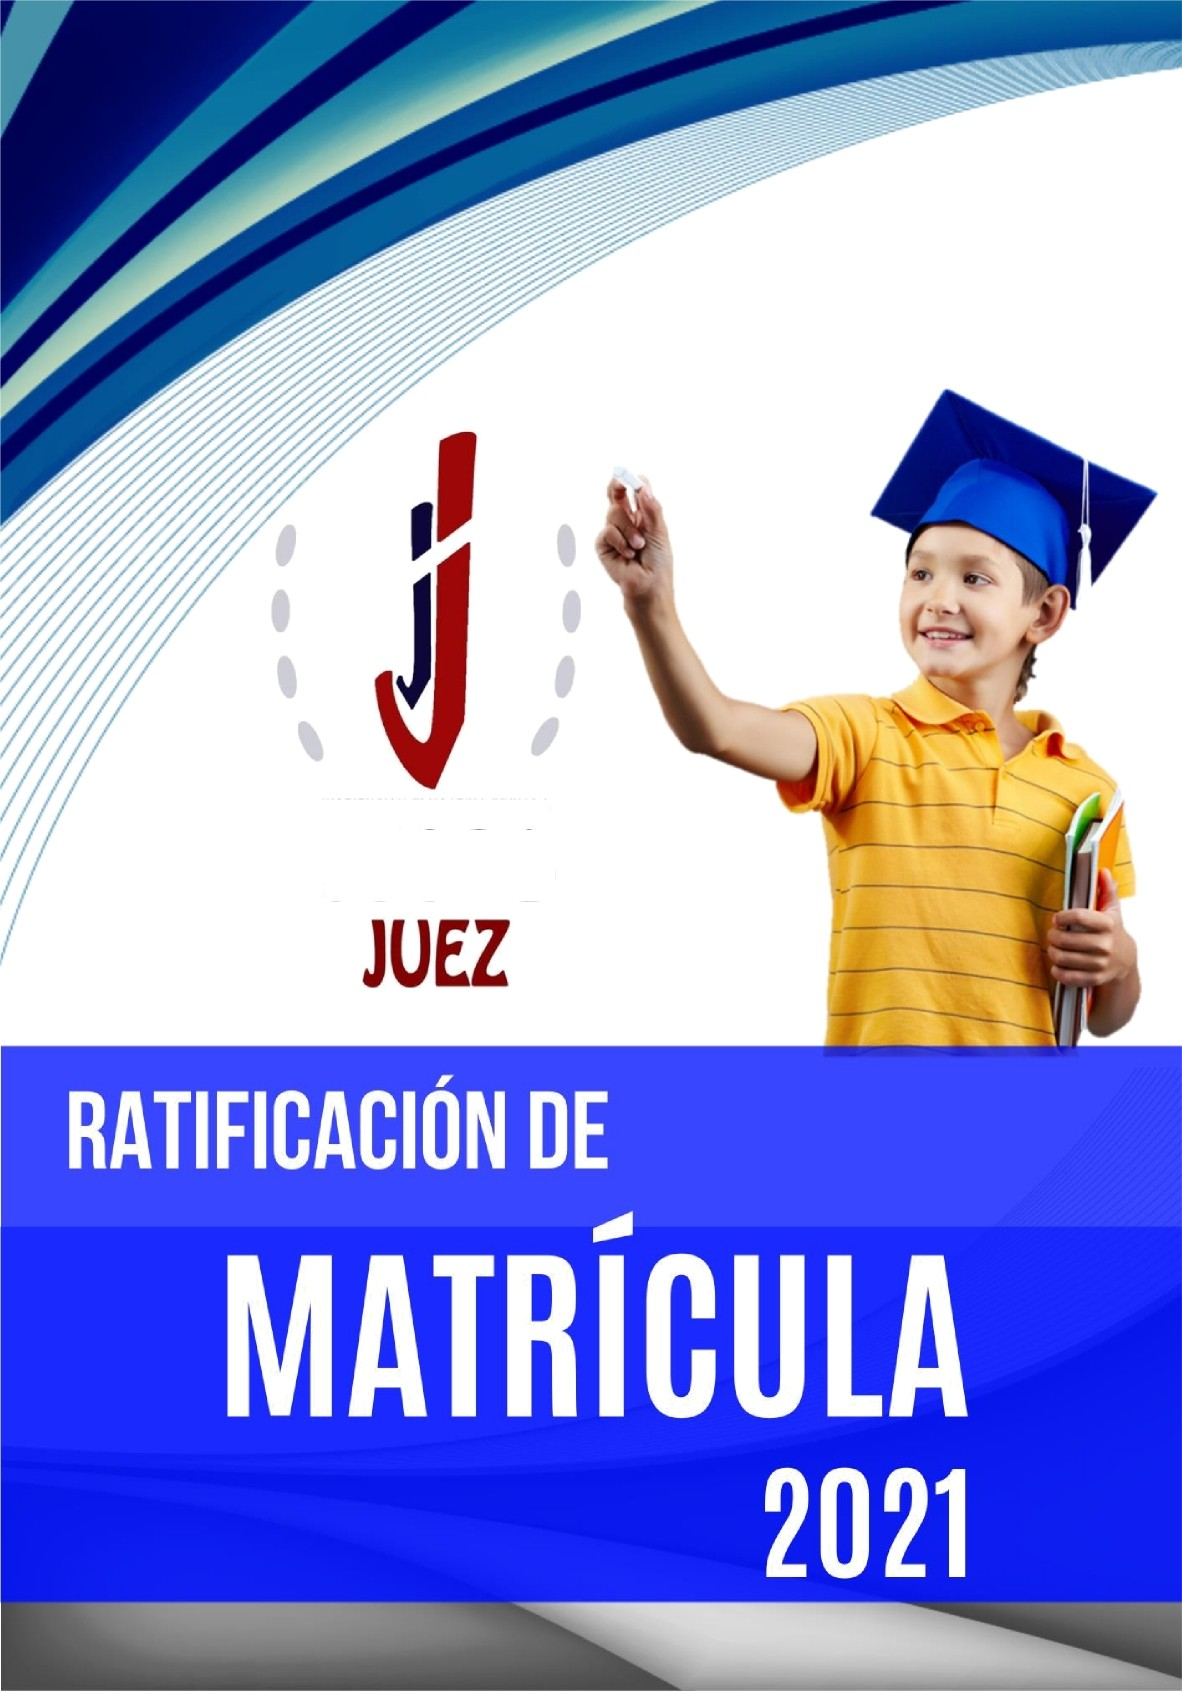 JUEZ
RATIFICACIÓN DE
MATRÍCULA
2021